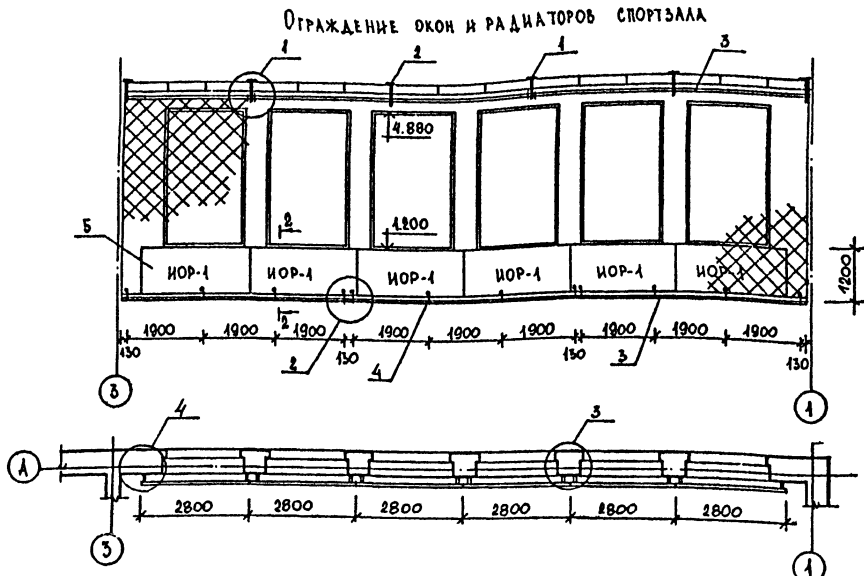 ОГРАЖДЕНИЕ ОКОН И РАДИАТОРОВ СПОРТЗАЛА
1 2 1 3
4.880
2
1.200
5
ИОР-1 ИОР-1 ИОР-1 ИОР-1 ИОР-1 ИОР-1
1200
2
1900 1900 1900 1900 1900 1900 1900 1900 1900
130 130 130 130
2 4 3
3 1
4 3
А
2800 2800 2800 2800 2800 2800
3 1